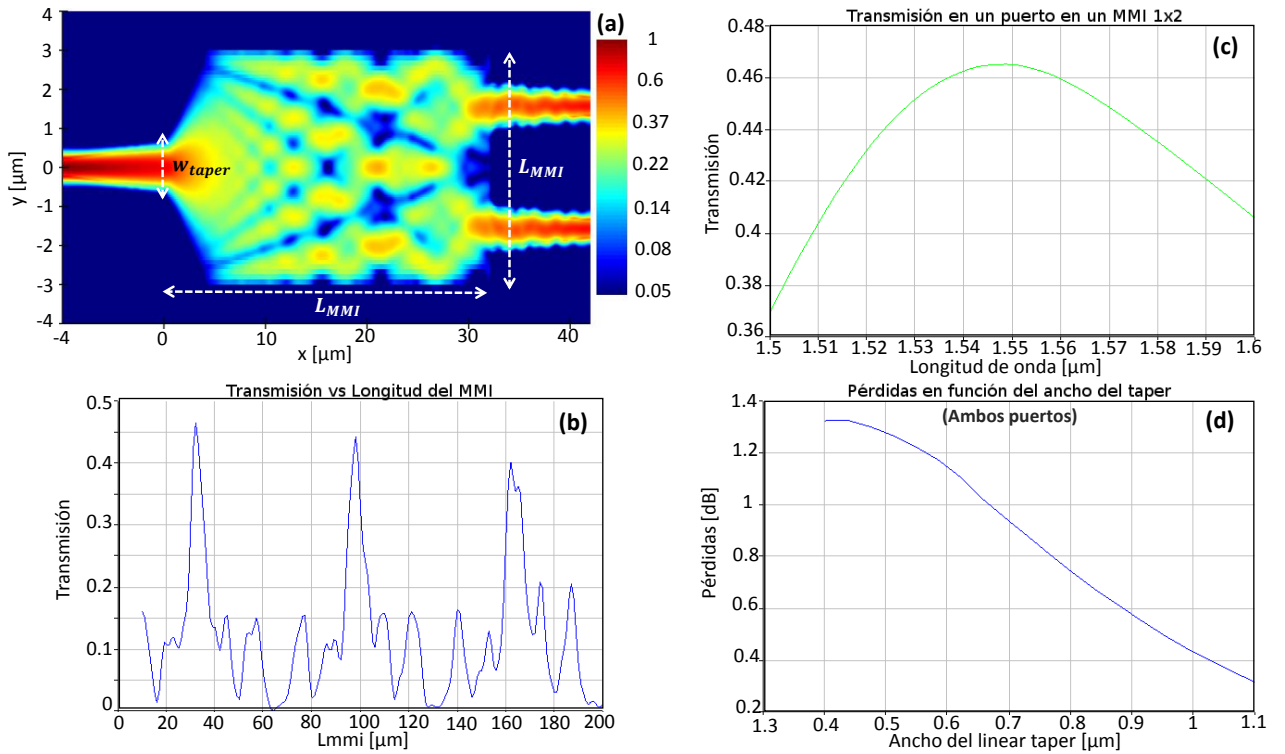 (a)
4
3
2
1
0
-1
-2
-3
-4
y [µm]
w_taper
L_MMI
L_MMI
-4
0
10
20
30
40
x [µm]
1
0.6
0.37
0.22
0.14
0.08
0.05
Transmisión en un puerto en un MMI 1x2
(c)
0.48
0.46
0.44
0.42
0.4
0.38
0.36
Transmisión
1.5 1.51 1.52 1.53 1.54 1.55 1.56 1.57 1.58 1.59 1.6
Longitud de onda [µm]
Transmisión vs Longitud del MMI
(b)
0.5
0.4
0.3
0.2
0.1
0
Transmisión
0 20 40 60 80 100 120 140 160 180 200
Lmmi [µm]
Pérdidas en función del ancho del taper
(Ambos puertos)
(d)
1.4
1.2
1
0.8
0.6
0.4
0.2
Pérdidas [dB]
1.3 0.4 0.5 0.6 0.7 0.8 0.9 1 1.1
Ancho del linear taper [µm]